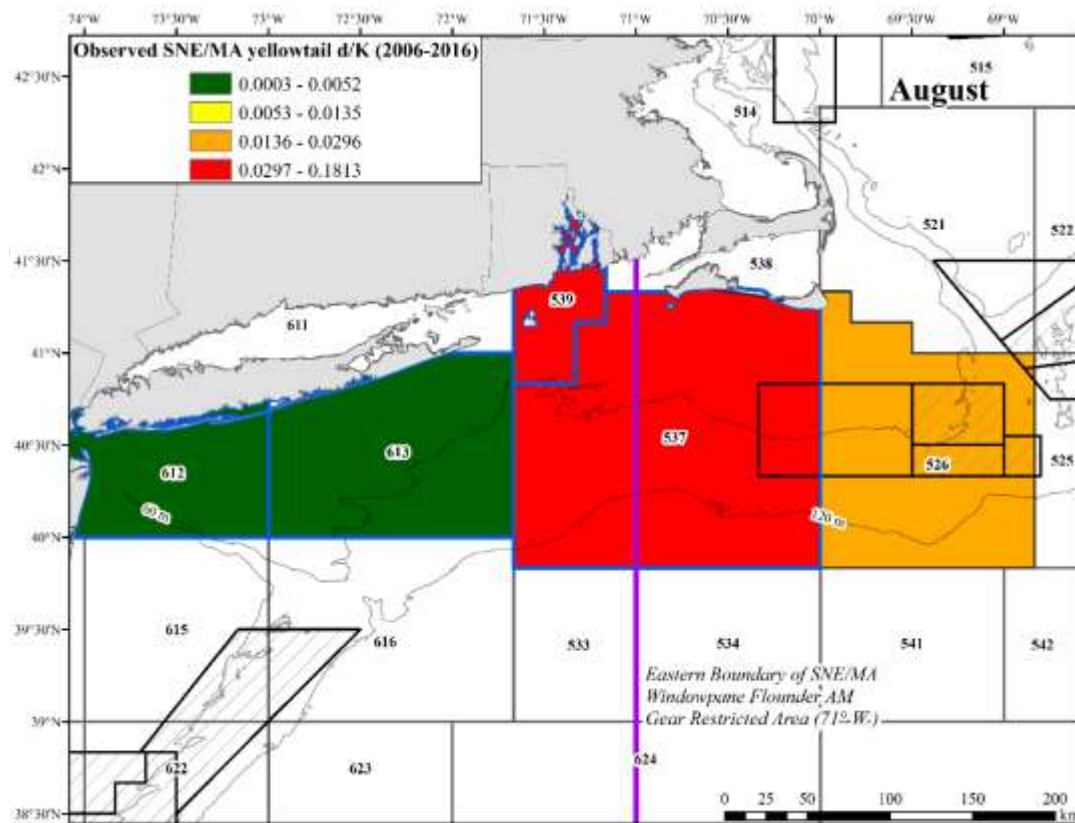 74°W 73°30'W 73°W 72°30'W 72°W 71°30'W 71°W 70°30'W 70°W 69°30'W 69°W
Observed SNE/MA yellowtail d/K (2006-2016)
0.0003 - 0.0052
0.0053 - 0.0135
0.0136 - 0.0296
0.0297 - 0.1813
August
515
514
42°30'N
42°N
521
522
41°30'N
538
539
611
41°N
537
613
40°30'N
612
526
525
60 m
120 m
40°N
39°30'N
615
616
533
534
541
542
Eastern Boundary of SNE/MA
Windowpane Flounder AM
Gear Restricted Area (71°W)
39°N
622
623
624
38°30'N
0 25 50 100 150 200
km